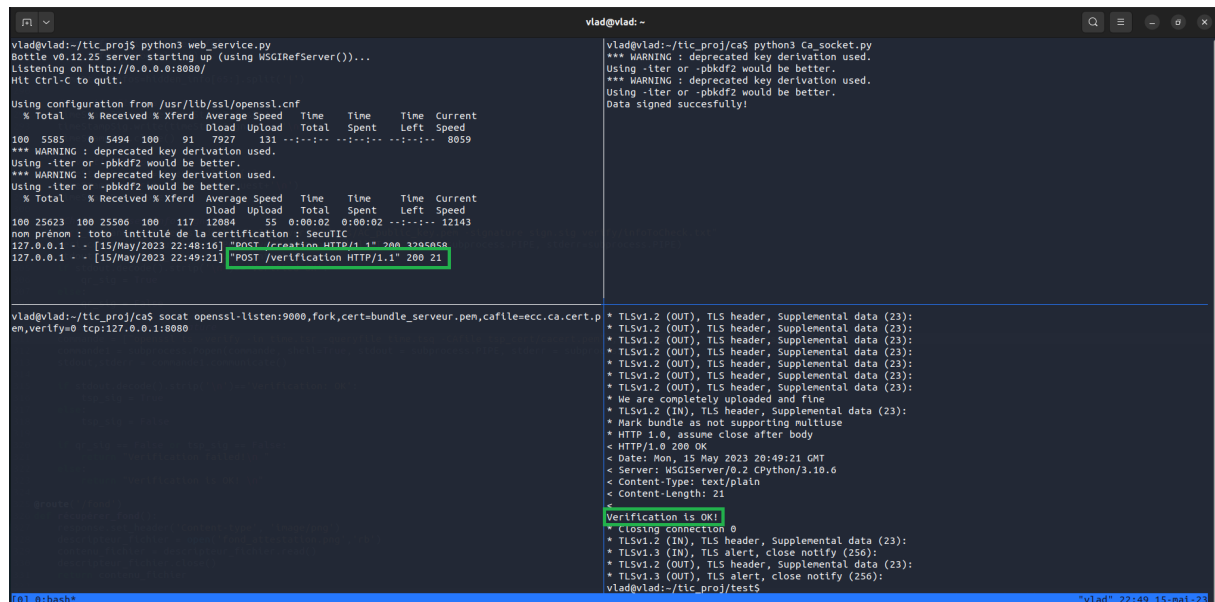 vlad@vlad: ~
vlad@vlad:~/tic_proj$ python3 web_service.py
Bottle v0.12.25 server starting up (using WSGIRefServer())...
Listening on http://0.0.0.0:8080/
Hit Ctrl-C to quit.

Using configuration from /usr/lib/ssl/openssl.cnf
  % Total    % Received % Xferd  Average Speed   Time    Time     Time  Current
                                 Dload  Upload   Total   Spent    Left  Speed
100  5585    0  5494  100    91   7927    131 --:--:-- --:--:-- --:--:--  8059
*** WARNING : deprecated key derivation used.
Using -iter or -pbkdf2 would be better.
*** WARNING : deprecated key derivation used.
Using -iter or -pbkdf2 would be better.
  % Total    % Received % Xferd  Average Speed   Time    Time     Time  Current
                                 Dload  Upload   Total   Spent    Left  Speed
100 25623  100 25506  100   117  12084     55  0:00:02  0:00:02 --:--:-- 12143
nom prénom : toto  intitulé de la certification : SecuTIC
127.0.0.1 - - [15/May/2023 22:48:16] "POST /creation HTTP/1.1" 200 3295058
127.0.0.1 - - [15/May/2023 22:49:21] "POST /verification HTTP/1.1" 200 21
vlad@vlad:~/tic_proj/ca$ python3 Ca_socket.py
*** WARNING : deprecated key derivation used.
Using -iter or -pbkdf2 would be better.
*** WARNING : deprecated key derivation used.
Using -iter or -pbkdf2 would be better.
Data signed succesfully!
vlad@vlad:~/tic_proj/ca$ socat openssl-listen:9000,fork,cert=bundle_serveur.pem,cafile=ecc.ca.cert.p
em,verify=0 tcp:127.0.0.1:8080
* TLSv1.2 (OUT), TLS header, Supplemental data (23):
* TLSv1.2 (OUT), TLS header, Supplemental data (23):
* TLSv1.2 (OUT), TLS header, Supplemental data (23):
* TLSv1.2 (OUT), TLS header, Supplemental data (23):
* TLSv1.2 (OUT), TLS header, Supplemental data (23):
* TLSv1.2 (OUT), TLS header, Supplemental data (23):
* TLSv1.2 (OUT), TLS header, Supplemental data (23):
* We are completely uploaded and fine
* TLSv1.2 (IN), TLS header, Supplemental data (23):
* Mark bundle as not supporting multiuse
* HTTP 1.0, assume close after body
< HTTP/1.0 200 OK
< Date: Mon, 15 May 2023 20:49:21 GMT
< Server: WSGIServer/0.2 CPython/3.10.6
< Content-Type: text/plain
< Content-Length: 21
<
Verification is OK!
* Closing connection 0
* TLSv1.2 (IN), TLS header, Supplemental data (23):
* TLSv1.3 (IN), TLS alert, close notify (256):
* TLSv1.2 (OUT), TLS header, Supplemental data (23):
* TLSv1.3 (OUT), TLS alert, close notify (256):
vlad@vlad:~/tic_proj/test$
[0] 0:bash* "vlad" 22:49 15-mai-23